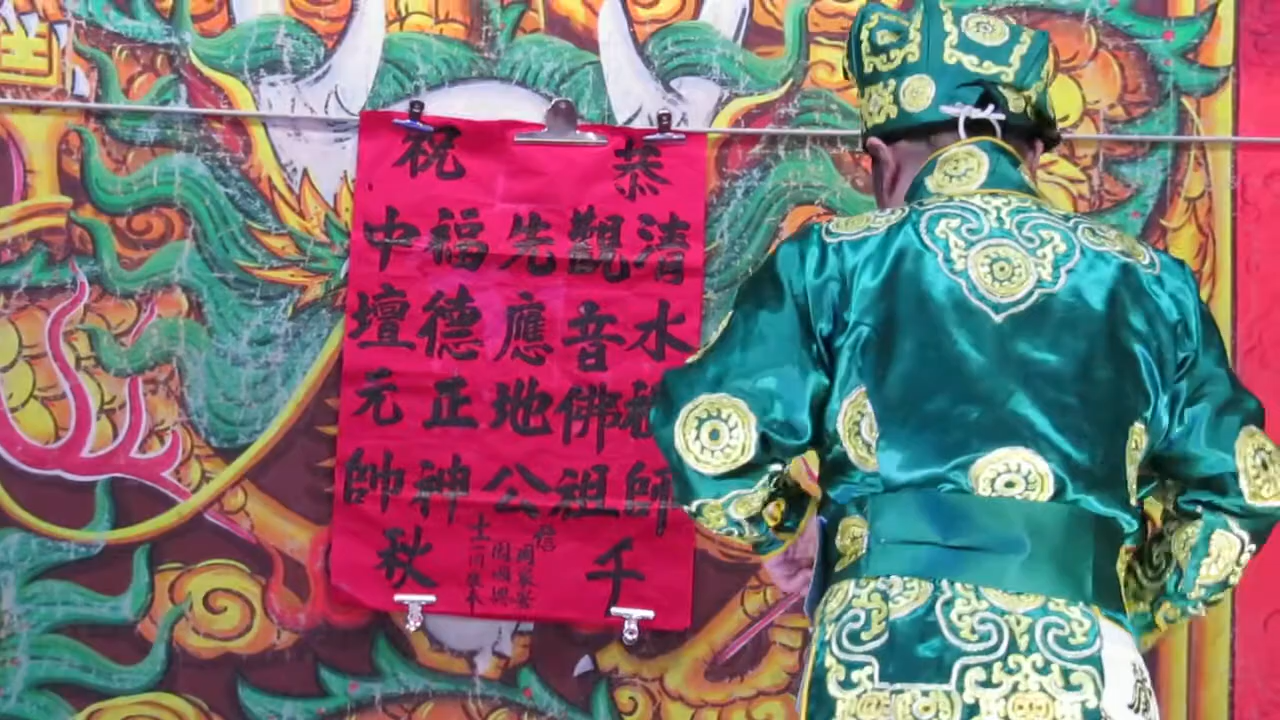 恭祝
清水祖師
觀音佛祖
先應地公
福德正神
中壇元帥
千秋
信